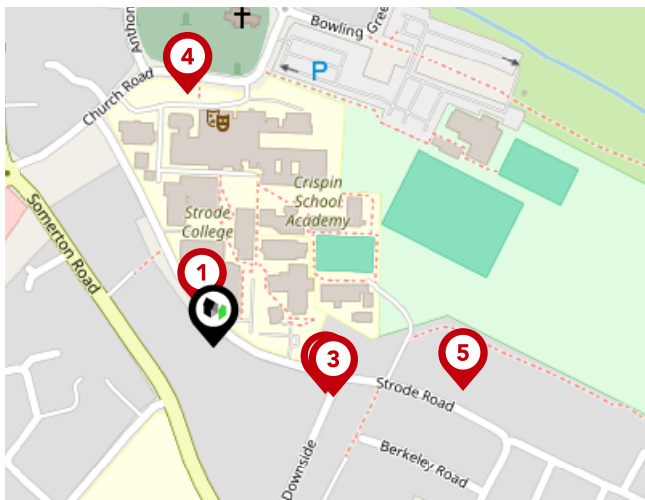 Bowling Gree
Anthon
4
P
Church Road
Crispin
School
Academy
Strode
College
Somerton Road
1
3
5
Strode Road
Downside
Berkeley Road